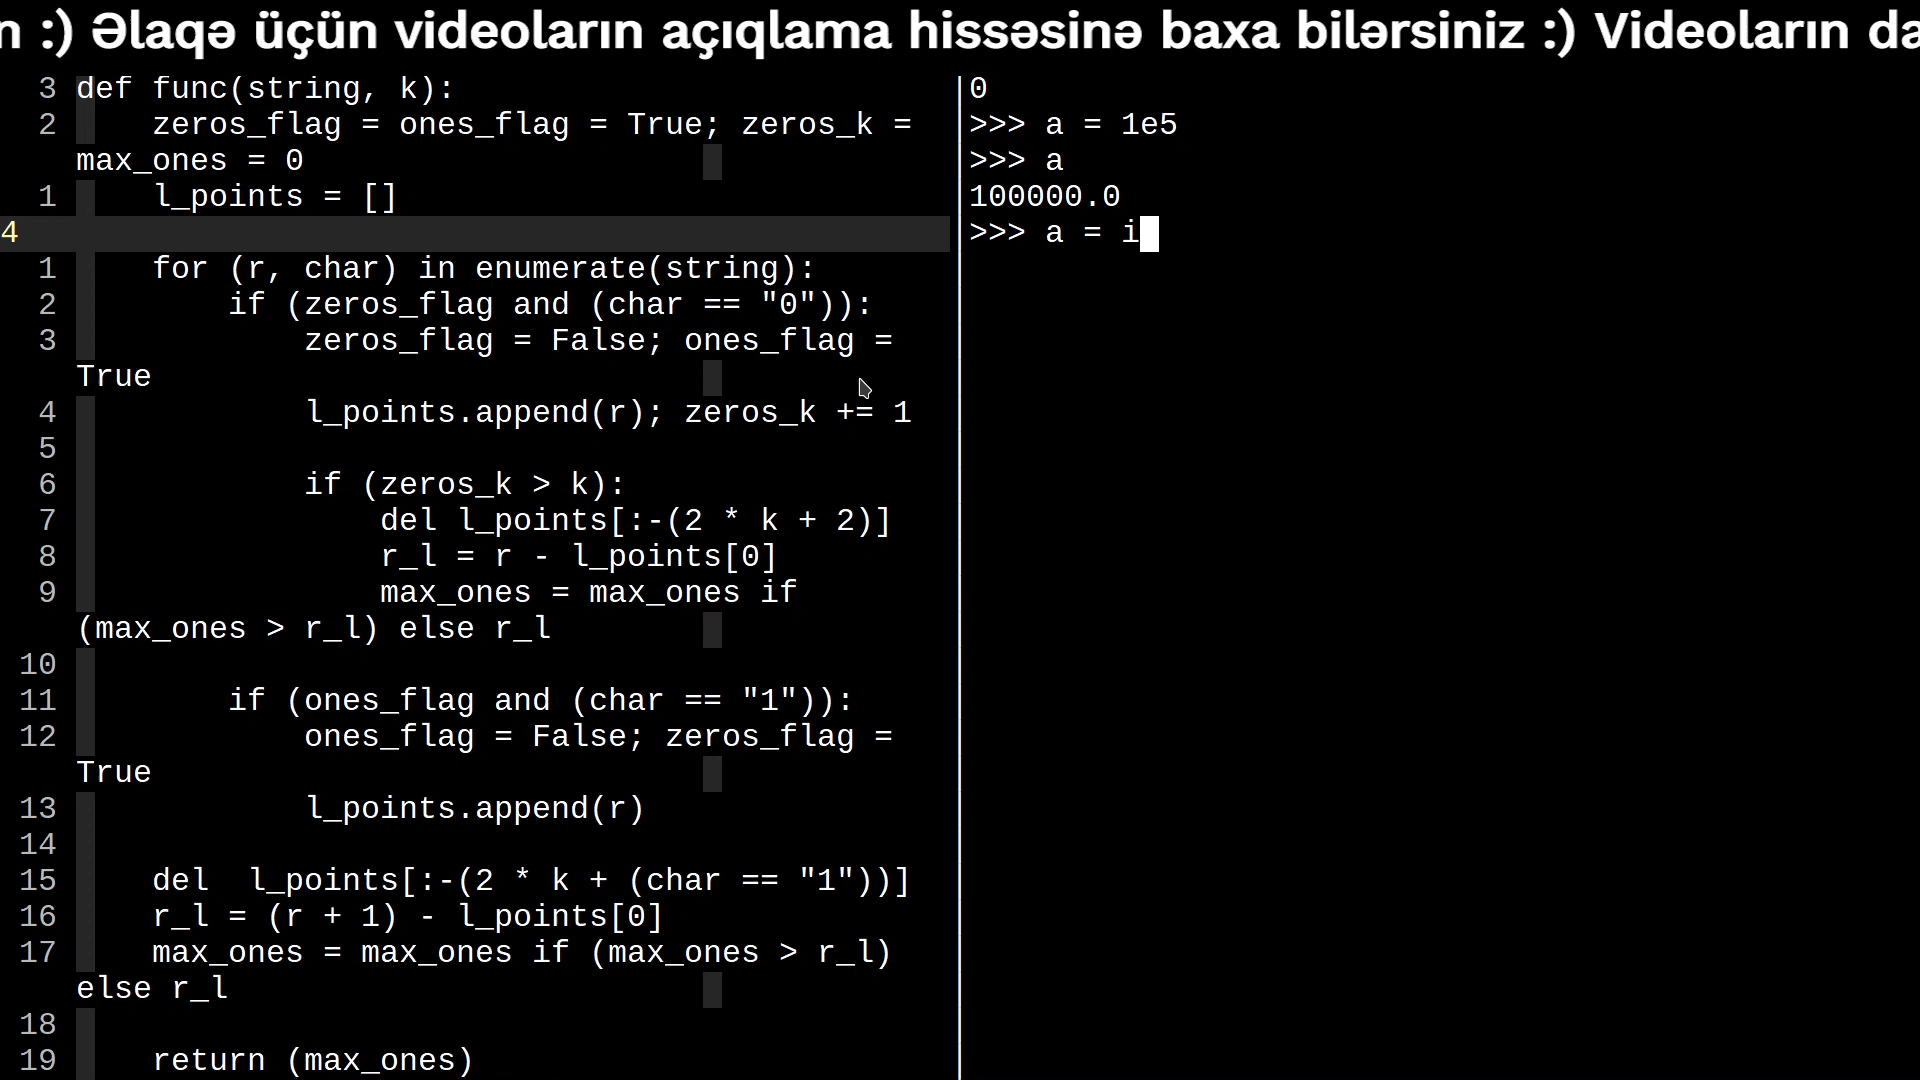 n :) Əlaqə üçün videoların açıqlama hissəsinə baxa bilərsiniz :) Videoların da
3 def func(string, k):
2     zeros_flag = ones_flag = True; zeros_k =
max_ones = 0
1     l_points = []
4
1     for (r, char) in enumerate(string):
2         if (zeros_flag and (char == "0")):
3             zeros_flag = False; ones_flag =
True
4             l_points.append(r); zeros_k += 1
5
6             if (zeros_k > k):
7                 del l_points[:-(2 * k + 2)]
8                 r_l = r - l_points[0]
9                 max_ones = max_ones if
(max_ones > r_l) else r_l
10
11         if (ones_flag and (char == "1")):
12             ones_flag = False; zeros_flag =
True
13             l_points.append(r)
14
15     del  l_points[:-(2 * k + (char == "1"))]
16     r_l = (r + 1) - l_points[0]
17     max_ones = max_ones if (max_ones > r_l)
else r_l
18
19     return (max_ones)
0
>>> a = 1e5
>>> a
100000.0
>>> a = i